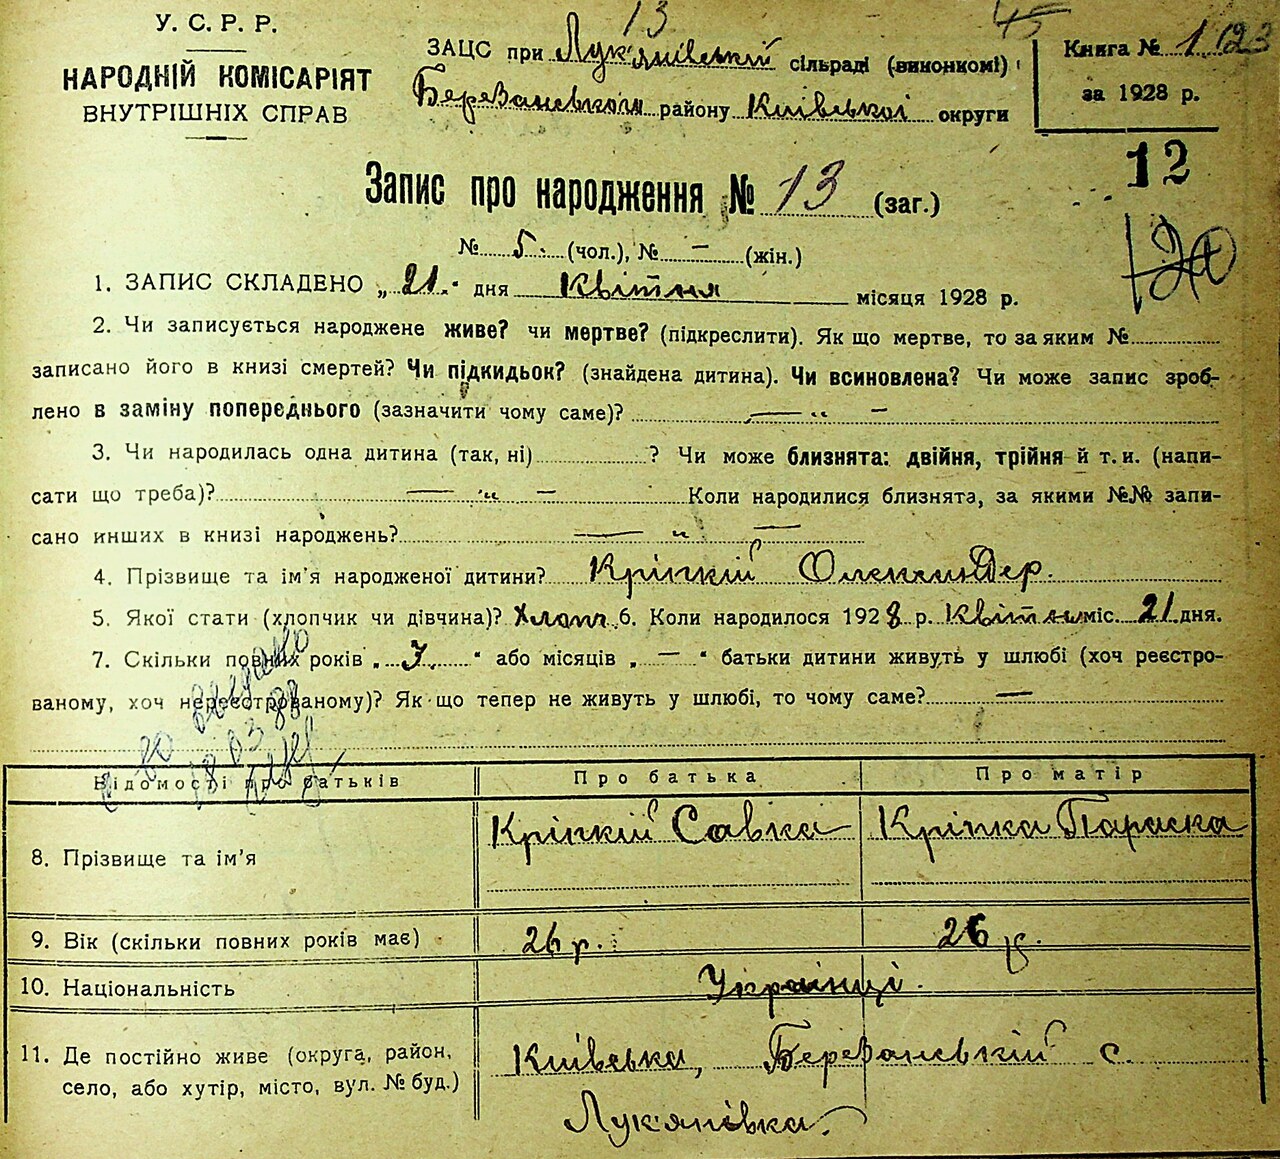 13 45
У. С. Р. Р.
НАРОДНІЙ КОМІСАРІЯТ
ВНУТРІШНІХ СПРАВ
ЗАЦС при Лук'янівській сільраді (виконкомі)
Березанського району Київської округи
Книга № 1 123
за 1928 р.
12
120
Запис про народження № 13 (заг.)
№ 5. (чол.), № — (жін.)
1. ЗАПИС СКЛАДЕНО „21." дня Квітня місяця 1928 р.
2. Чи записується народжене живе? чи мертве? (підкреслити). Як що мертве, то за яким №
записано його в книзі смертей? Чи підкидьок? (знайдена дитина). Чи всиновлена? Чи може запис зроб-
лено в заміну попереднього (зазначити чому саме)? — " —
3. Чи народилась одна дитина (так, ні) ? Чи може близнята: двійня, трійня й т. и. (напи-
сати що треба)? — " — Коли народилися близнята, за якими №№ запи-
сано инших в книзі народжень? — " —
4. Прізвище та ім'я народженої дитини? Кріпкій Олександер.
5. Якої стати (хлопчик чи дівчина)? Хлопч. 6. Коли народилося 1928 р. Квітня міс. 21 дня.
7. Скільки повних років „ 7. " або місяців „ — " батьки дитини живуть у шлюбі (хоч реєстро-
ваному, хоч нереєстрованому)? Як що тепер не живуть у шлюбі, то чому саме? —
18 03 88
Відомості про батьків Про батька Про матір
8. Прізвище та ім'я Кріпкій Савка Кріпка Параска
9. Вік (скільки повних років має) 26 р. 26 р.
10. Національність Українці.
11. Де постійно живе (округа, район, Київська, Березанській с.
село, або хутір, місто, вул. № буд.) Лук'янівка.